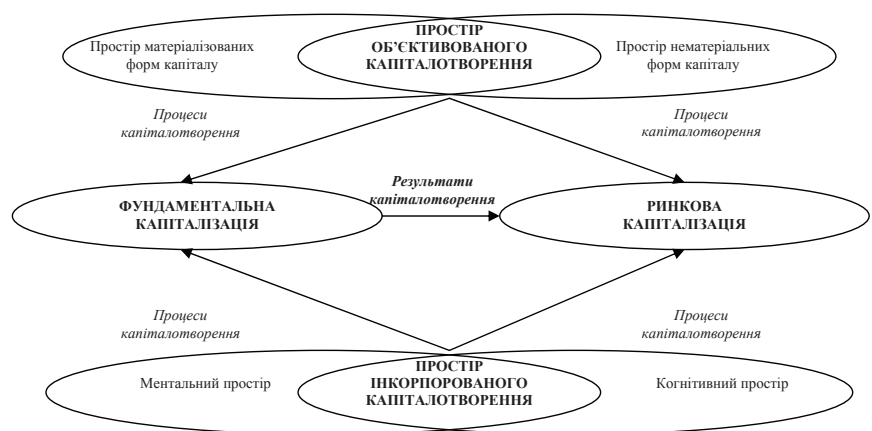 Простір матеріалізованих
форм капіталу
ПРОСТІР
ОБ’ЄКТИВОВАНОГО
КАПІТАЛОТВОРЕННЯ
Простір нематеріальних
форм капіталу
Процеси
капіталотворення
Процеси
капіталотворення
ФУНДАМЕНТАЛЬНА
КАПІТАЛІЗАЦІЯ
Результати
капіталотворення
РИНКОВА
КАПІТАЛІЗАЦІЯ
Процеси
капіталотворення
Процеси
капіталотворення
Ментальний простір
ПРОСТІР
ІНКОРПОРОВАНОГО
КАПІТАЛОТВОРЕННЯ
Когнітивний простір